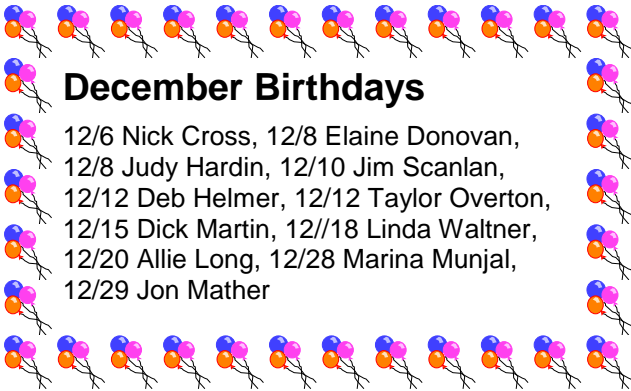 December Birthdays
12/6 Nick Cross, 12/8 Elaine Donovan,
12/8 Judy Hardin, 12/10 Jim Scanlan,
12/12 Deb Helmer, 12/12 Taylor Overton,
12/15 Dick Martin, 12//18 Linda Waltner,
12/20 Allie Long, 12/28 Marina Munjal,
12/29 Jon Mather